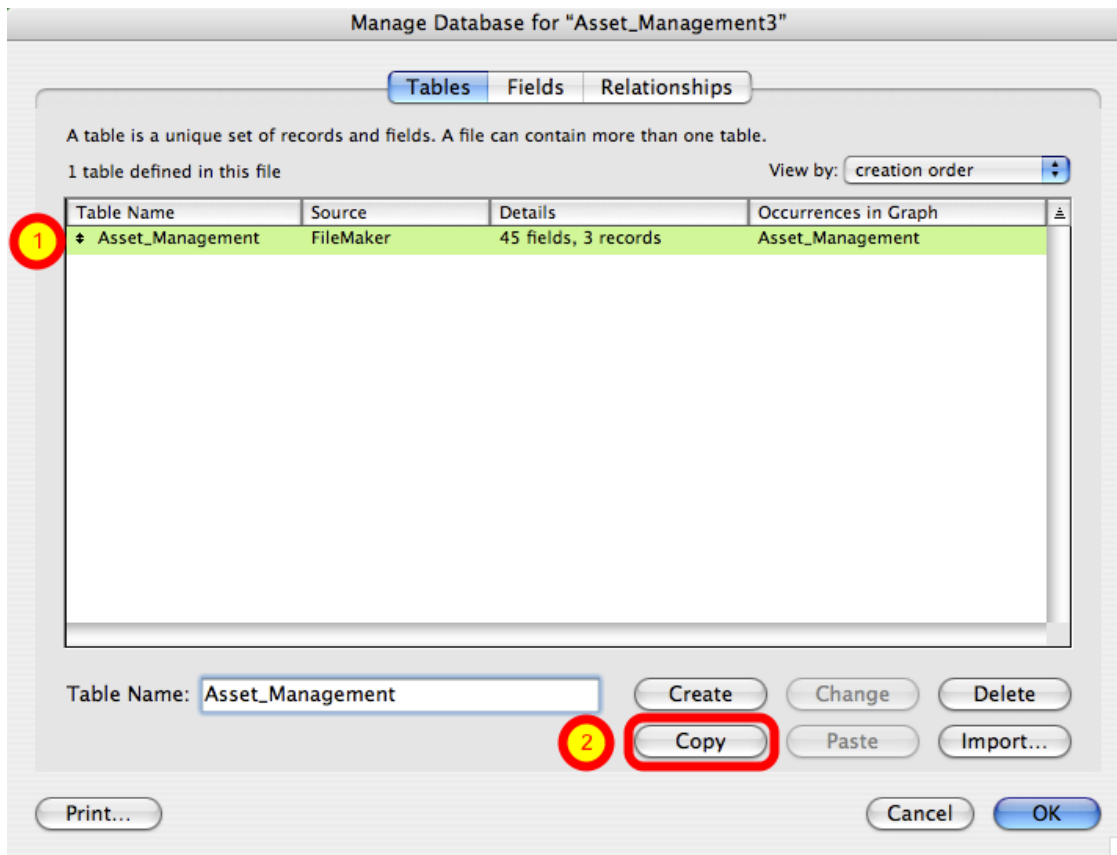 Manage Database for “Asset_Management3”
Tables Fields Relationships
A table is a unique set of records and fields. A file can contain more than one table.
1 table defined in this file View by: creation order
Table Name Source Details Occurrences in Graph
1 Asset_Management FileMaker 45 fields, 3 records Asset_Management
Table Name: Asset_Management Create Change Delete
2 Copy Paste Import...
Print... Cancel OK